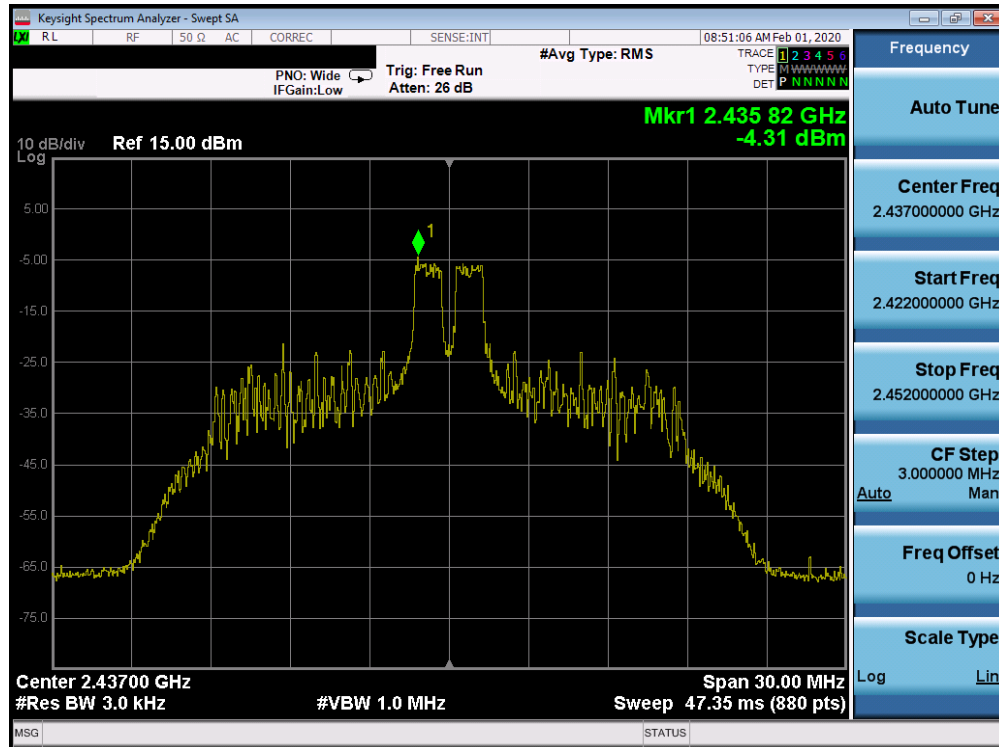 Keysight Spectrum Analyzer - Swept SA
LXI RL RF 50 Ω AC CORREC SENSE:INT 08:51:06 AM Feb 01, 2020
Frequency
#Avg Type: RMS TRACE 1 2 3 4 5 6
PNO: Wide Trig: Free Run TYPE M W W W W W
IFGain:Low Atten: 26 dB DET P N N N N N
Auto Tune
Mkr1 2.435 82 GHz
-4.31 dBm
10 dB/div Ref 15.00 dBm
Log
Center Freq
2.437000000 GHz
5.00
1
-5.00
Start Freq
2.422000000 GHz
-15.0
-25.0
Stop Freq
2.452000000 GHz
-35.0
-45.0
CF Step
3.000000 MHz
Auto Man
-55.0
-65.0
Freq Offset
0 Hz
-75.0
Scale Type
Log Lin
Center 2.43700 GHz Span 30.00 MHz
#Res BW 3.0 kHz #VBW 1.0 MHz Sweep 47.35 ms (880 pts)
MSG STATUS